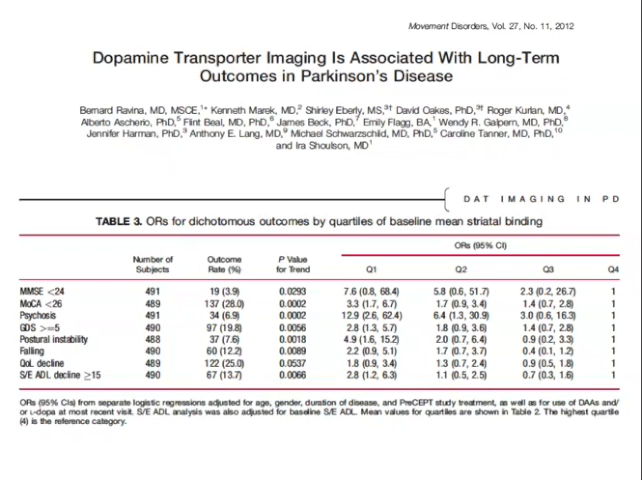 Movement Disorders, Vol. 27, No. 11, 2012
Dopamine Transporter Imaging Is Associated With Long-Term
Outcomes in Parkinson's Disease
Bernard Ravina, MD, MSCE,1* Kenneth Marek, MD,2 Shirley Eberly, MS,3† David Oakes, PhD,3† Roger Kurlan, MD,4
Alberto Ascherio, PhD,5 Flint Beal, MD, PhD,6 James Beck, PhD,7 Emily Flagg, BA,1 Wendy R. Galpern, MD, PhD,8
Jennifer Harman, PhD,3 Anthony E. Lang, MD,9 Michael Schwarzschild, MD, PhD,5 Caroline Tanner, MD, PhD,10
and Ira Shoulson, MD1
DAT IMAGING IN PD
TABLE 3. ORs for dichotomous outcomes by quartiles of baseline mean striatal binding
ORs (95% CI)
Number of Subjects Outcome Rate (%) P Value for Trend Q1 Q2 Q3 Q4
MMSE <24 491 19 (3.9) 0.0293 7.6 (0.8, 68.4) 5.8 (0.6, 51.7) 2.3 (0.2, 26.7) 1
MoCA <26 489 137 (28.0) 0.0002 3.3 (1.7, 6.7) 1.7 (0.9, 3.4) 1.4 (0.7, 2.8) 1
Psychosis 491 34 (6.9) 0.0002 12.9 (2.6, 62.4) 6.4 (1.3, 30.9) 3.0 (0.6, 16.3) 1
GDS >=5 490 97 (19.8) 0.0056 2.8 (1.3, 5.7) 1.8 (0.9, 3.6) 1.4 (0.7, 2.8) 1
Postural instability 488 37 (7.6) 0.0018 4.9 (1.6, 15.2) 2.0 (0.7, 6.4) 0.9 (0.2, 3.3) 1
Falling 490 60 (12.2) 0.0089 2.2 (0.9, 5.1) 1.7 (0.7, 3.7) 0.4 (0.1, 1.2) 1
QoL decline 489 122 (25.0) 0.0537 1.8 (0.9, 3.4) 1.3 (0.7, 2.4) 0.9 (0.5, 1.8) 1
S/E ADL decline ≥15 490 67 (13.7) 0.0066 2.8 (1.2, 6.3) 1.1 (0.5, 2.5) 0.7 (0.3, 1.6) 1
ORs (95% CIs) from separate logistic regressions adjusted for age, gender, duration of disease, and PreCEPT study treatment, as well as for use of DAAs and/
or L-dopa at most recent visit. S/E ADL analysis was also adjusted for baseline S/E ADL. Mean values for quartiles are shown in Table 2. The highest quartile
(4) is the reference category.